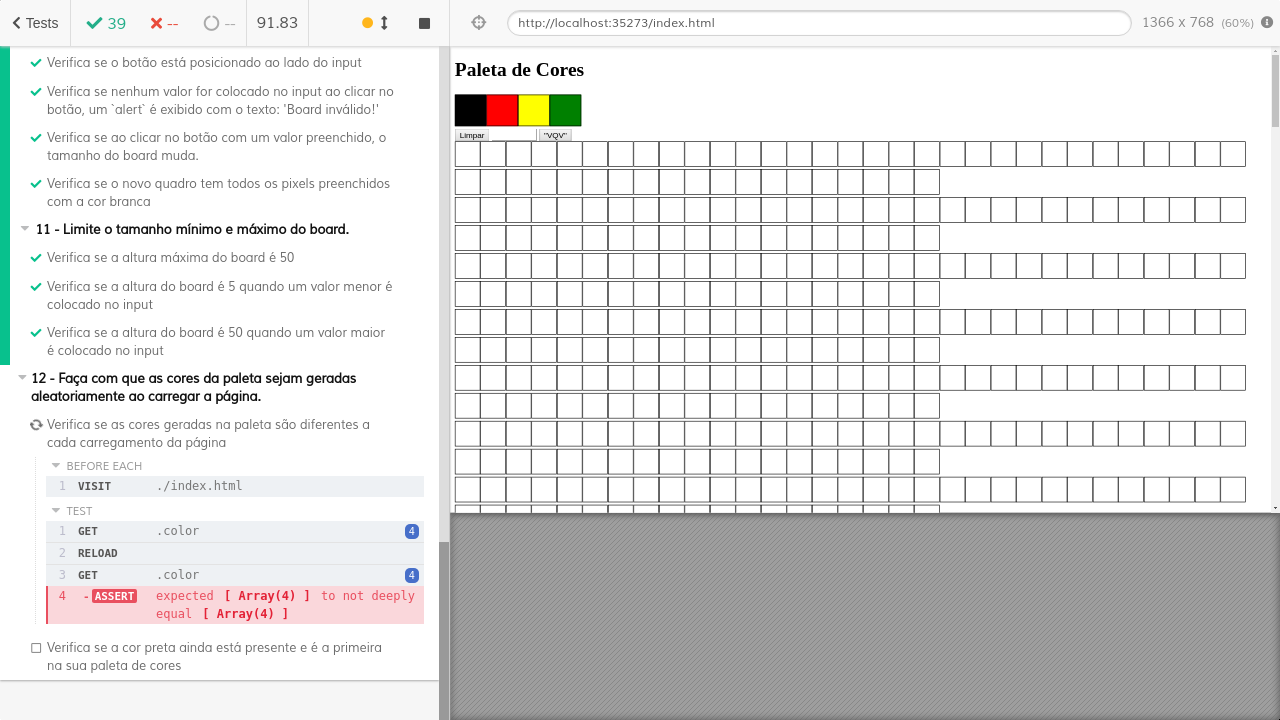 Tests
39
--
--
91.83
http://localhost:35273/index.html
1366 x 768 (60%)
Verifica se o botão está posicionado ao lado do input
Verifica se nenhum valor for colocado no input ao clicar no
botão, um `alert` é exibido com o texto: 'Board inválido!'
Verifica se ao clicar no botão com um valor preenchido, o
tamanho do board muda.
Verifica se o novo quadro tem todos os pixels preenchidos
com a cor branca
11 - Limite o tamanho mínimo e máximo do board.
Verifica se a altura máxima do board é 50
Verifica se a altura do board é 5 quando um valor menor é
colocado no input
Verifica se a altura do board é 50 quando um valor maior
é colocado no input
12 - Faça com que as cores da paleta sejam geradas
aleatoriamente ao carregar a página.
Verifica se as cores geradas na paleta são diferentes a
cada carregamento da página
BEFORE EACH
1 VISIT ./index.html
TEST
1 GET .color 4
2 RELOAD
3 GET .color 4
4 -ASSERT expected [ Array(4) ] to not deeply
equal [ Array(4) ]
Verifica se a cor preta ainda está presente e é a primeira
na sua paleta de cores
Paleta de Cores
Limpar
"VQV"